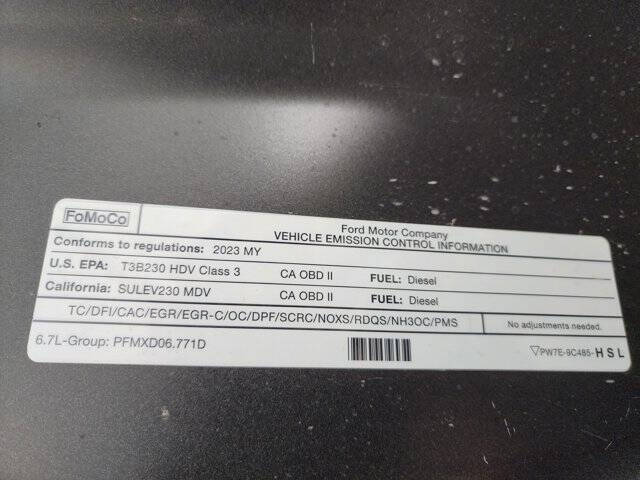 FoMoCo
Ford Motor Company
VEHICLE EMISSION CONTROL INFORMATION
Conforms to regulations: 2023 MY
U.S. EPA: T3B230 HDV Class 3 CA OBD II FUEL: Diesel
California: SULEV230 MDV CA OBD II FUEL: Diesel
TC/DFI/CAC/EGR/EGR-C/OC/DPF/SCRC/NOXS/RDQS/NH3OC/PMS
No adjustments needed.
6.7L-Group: PFMXD06.771D
▽PW7E-9C485-HSL